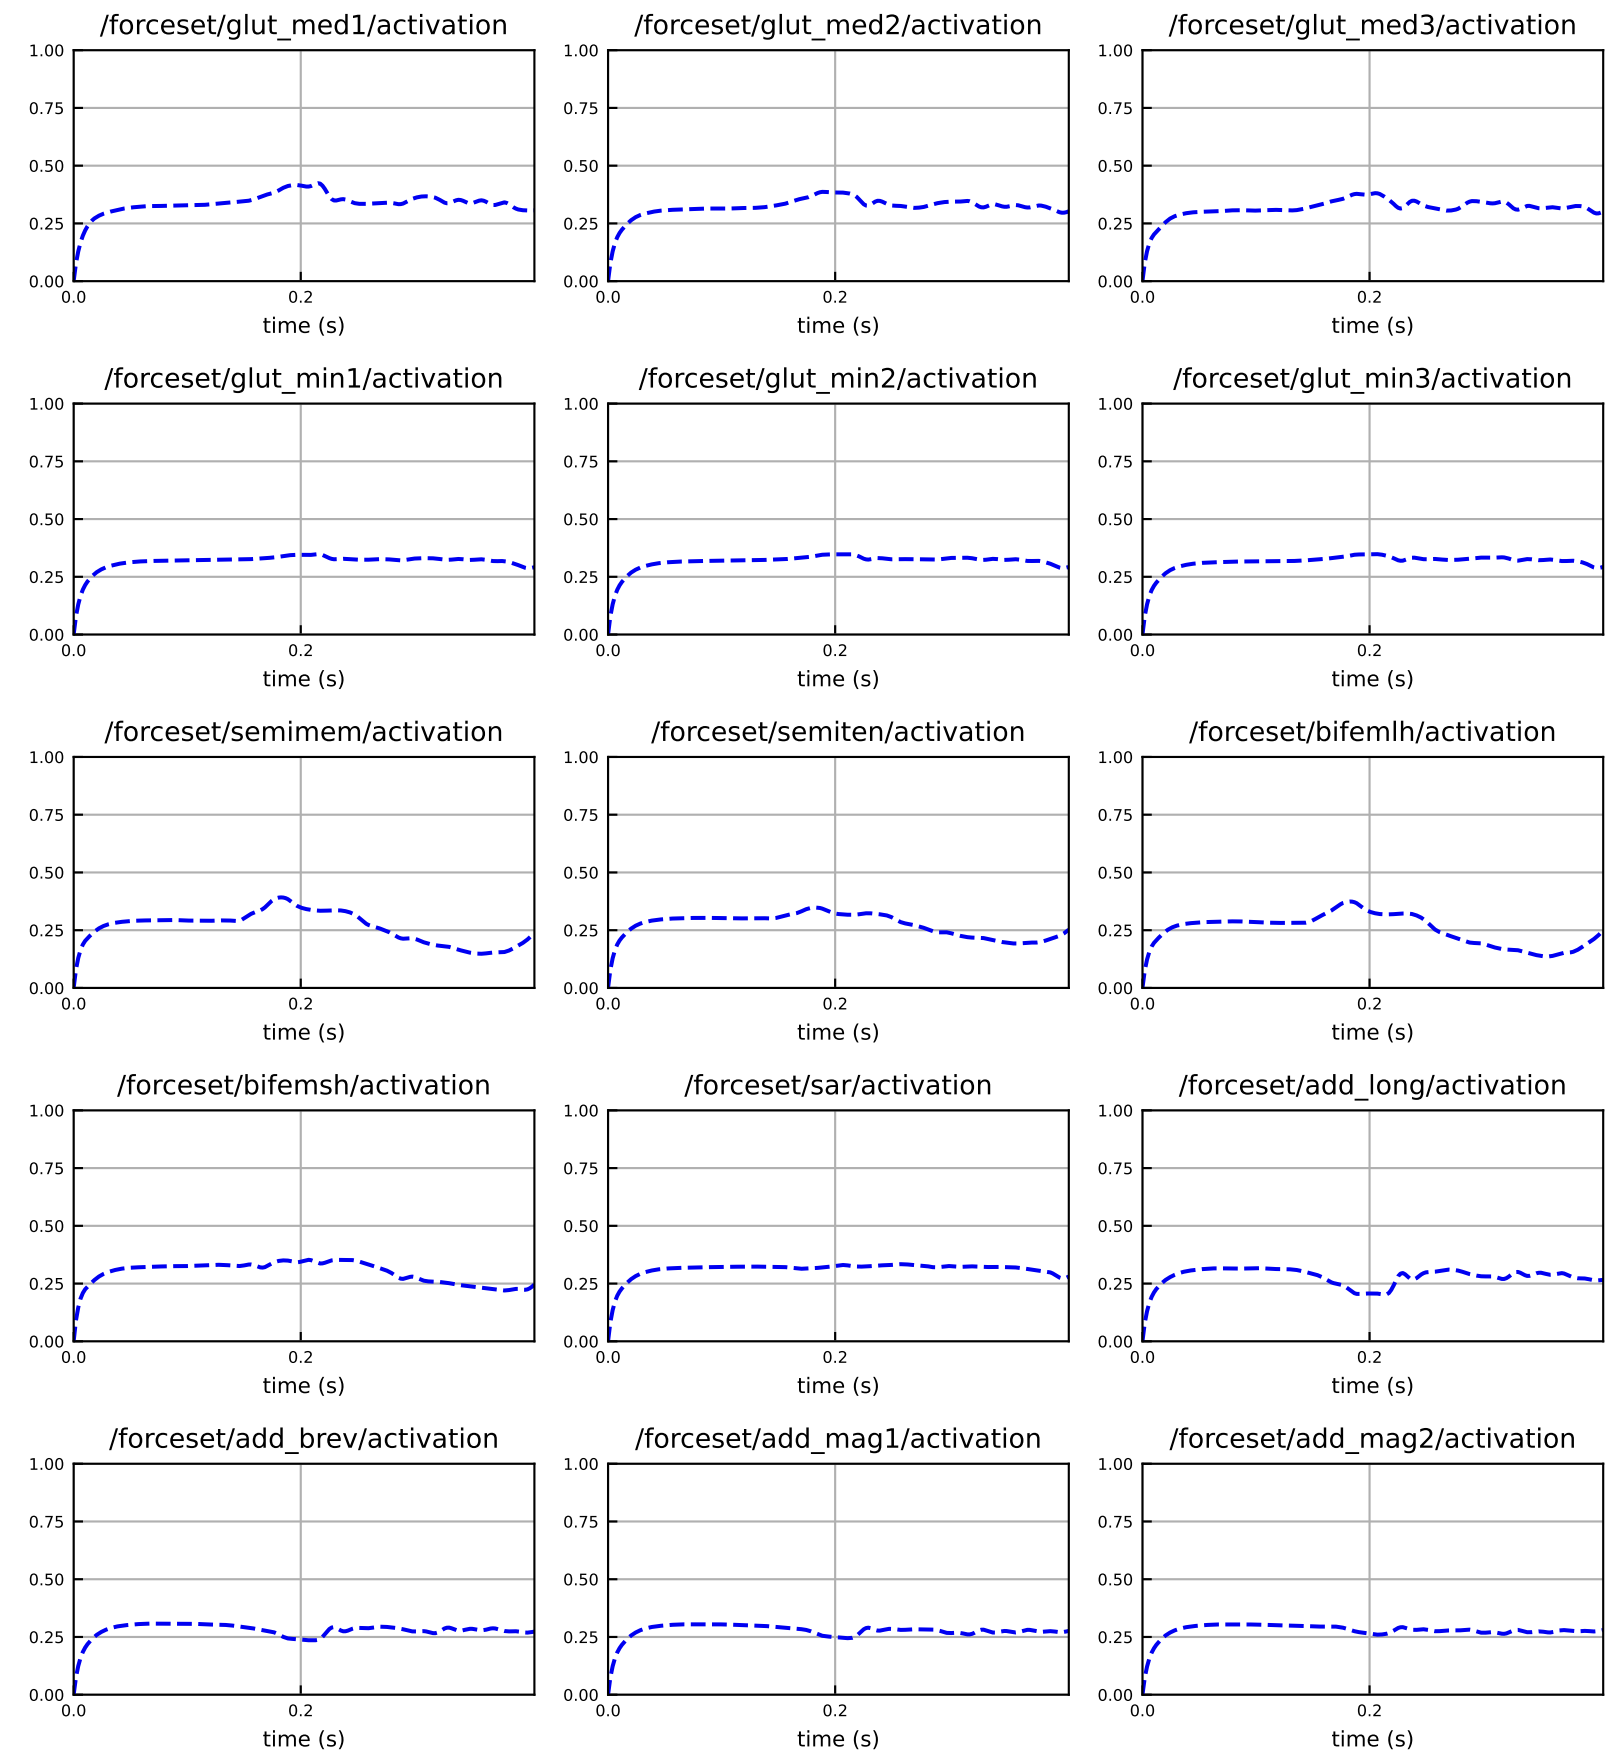 /forceset/glut_med1/activation /forceset/glut_med2/activation /forceset/glut_med3/activation
1.00 1.00 1.00
0.75 0.75 0.75
0.50 0.50 0.50
0.25 0.25 0.25
0.00 0.00 0.00
0.0 0.2 0.0 0.2 0.0 0.2
time (s) time (s) time (s)
/forceset/glut_min1/activation /forceset/glut_min2/activation /forceset/glut_min3/activation
1.00 1.00 1.00
0.75 0.75 0.75
0.50 0.50 0.50
0.25 0.25 0.25
0.00 0.00 0.00
0.0 0.2 0.0 0.2 0.0 0.2
time (s) time (s) time (s)
/forceset/semimem/activation /forceset/semiten/activation /forceset/bifemlh/activation
1.00 1.00 1.00
0.75 0.75 0.75
0.50 0.50 0.50
0.25 0.25 0.25
0.00 0.00 0.00
0.0 0.2 0.0 0.2 0.0 0.2
time (s) time (s) time (s)
/forceset/bifemsh/activation /forceset/sar/activation /forceset/add_long/activation
1.00 1.00 1.00
0.75 0.75 0.75
0.50 0.50 0.50
0.25 0.25 0.25
0.00 0.00 0.00
0.0 0.2 0.0 0.2 0.0 0.2
time (s) time (s) time (s)
/forceset/add_brev/activation /forceset/add_mag1/activation /forceset/add_mag2/activation
1.00 1.00 1.00
0.75 0.75 0.75
0.50 0.50 0.50
0.25 0.25 0.25
0.00 0.00 0.00
0.0 0.2 0.0 0.2 0.0 0.2
time (s) time (s) time (s)